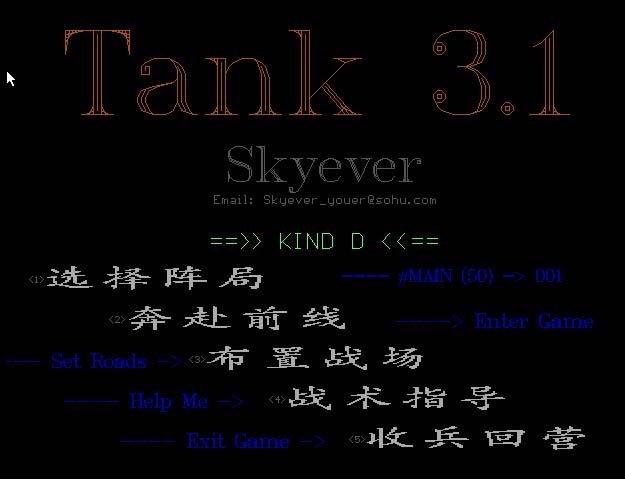 Tank 3.1
Skyever
Email: Skyever_youer@sohu.com
==>> KIND D <<==
<1>选择阵局 ---- #MAIN (50) -> 001
<2>奔赴前线 ----> Enter Game
--- Set Roads -><3>布置战场
---- Help Me -> <4>战术指导
---- Exit Game -> <5>收兵回营